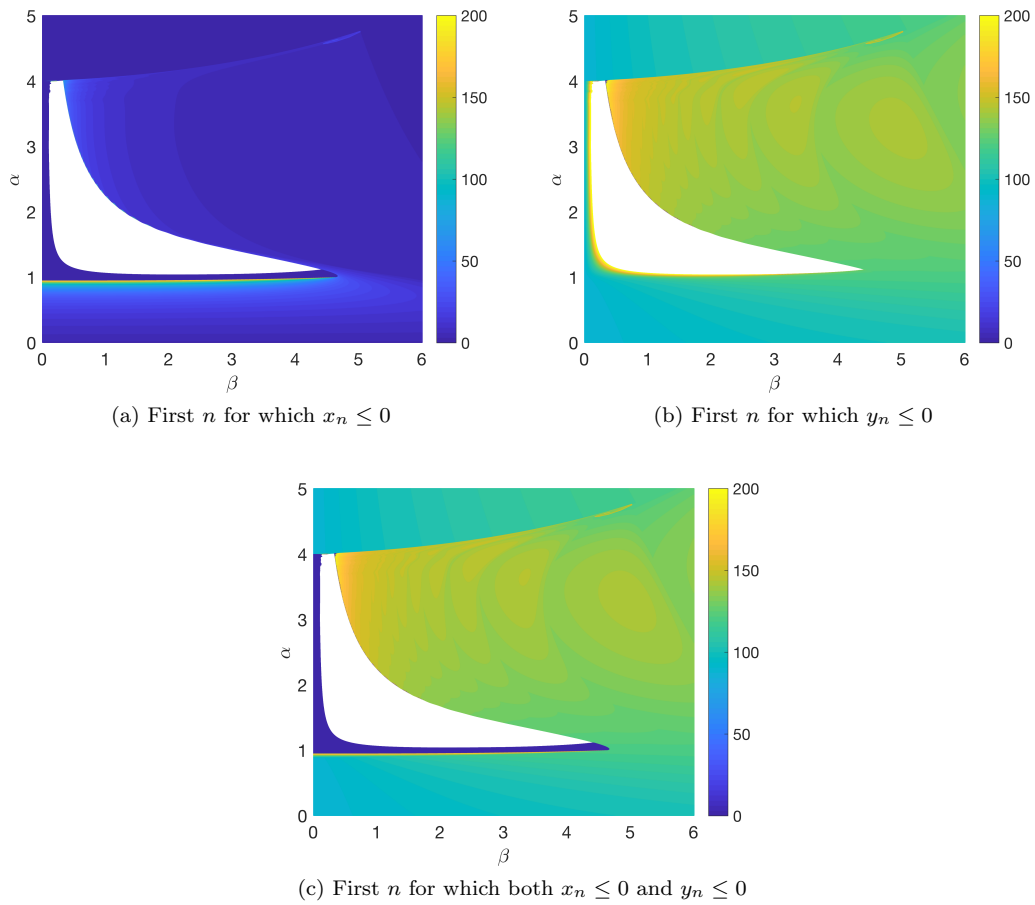 5
4
3
2
1
0
α
0 1 2 3 4 5 6
β
200
150
100
50
0
(a) First n for which xₙ ≤ 0
5
4
3
2
1
0
α
0 1 2 3 4 5 6
β
200
150
100
50
0
(b) First n for which yₙ ≤ 0
5
4
3
2
1
0
α
0 1 2 3 4 5 6
β
200
150
100
50
0
(c) First n for which both xₙ ≤ 0 and yₙ ≤ 0